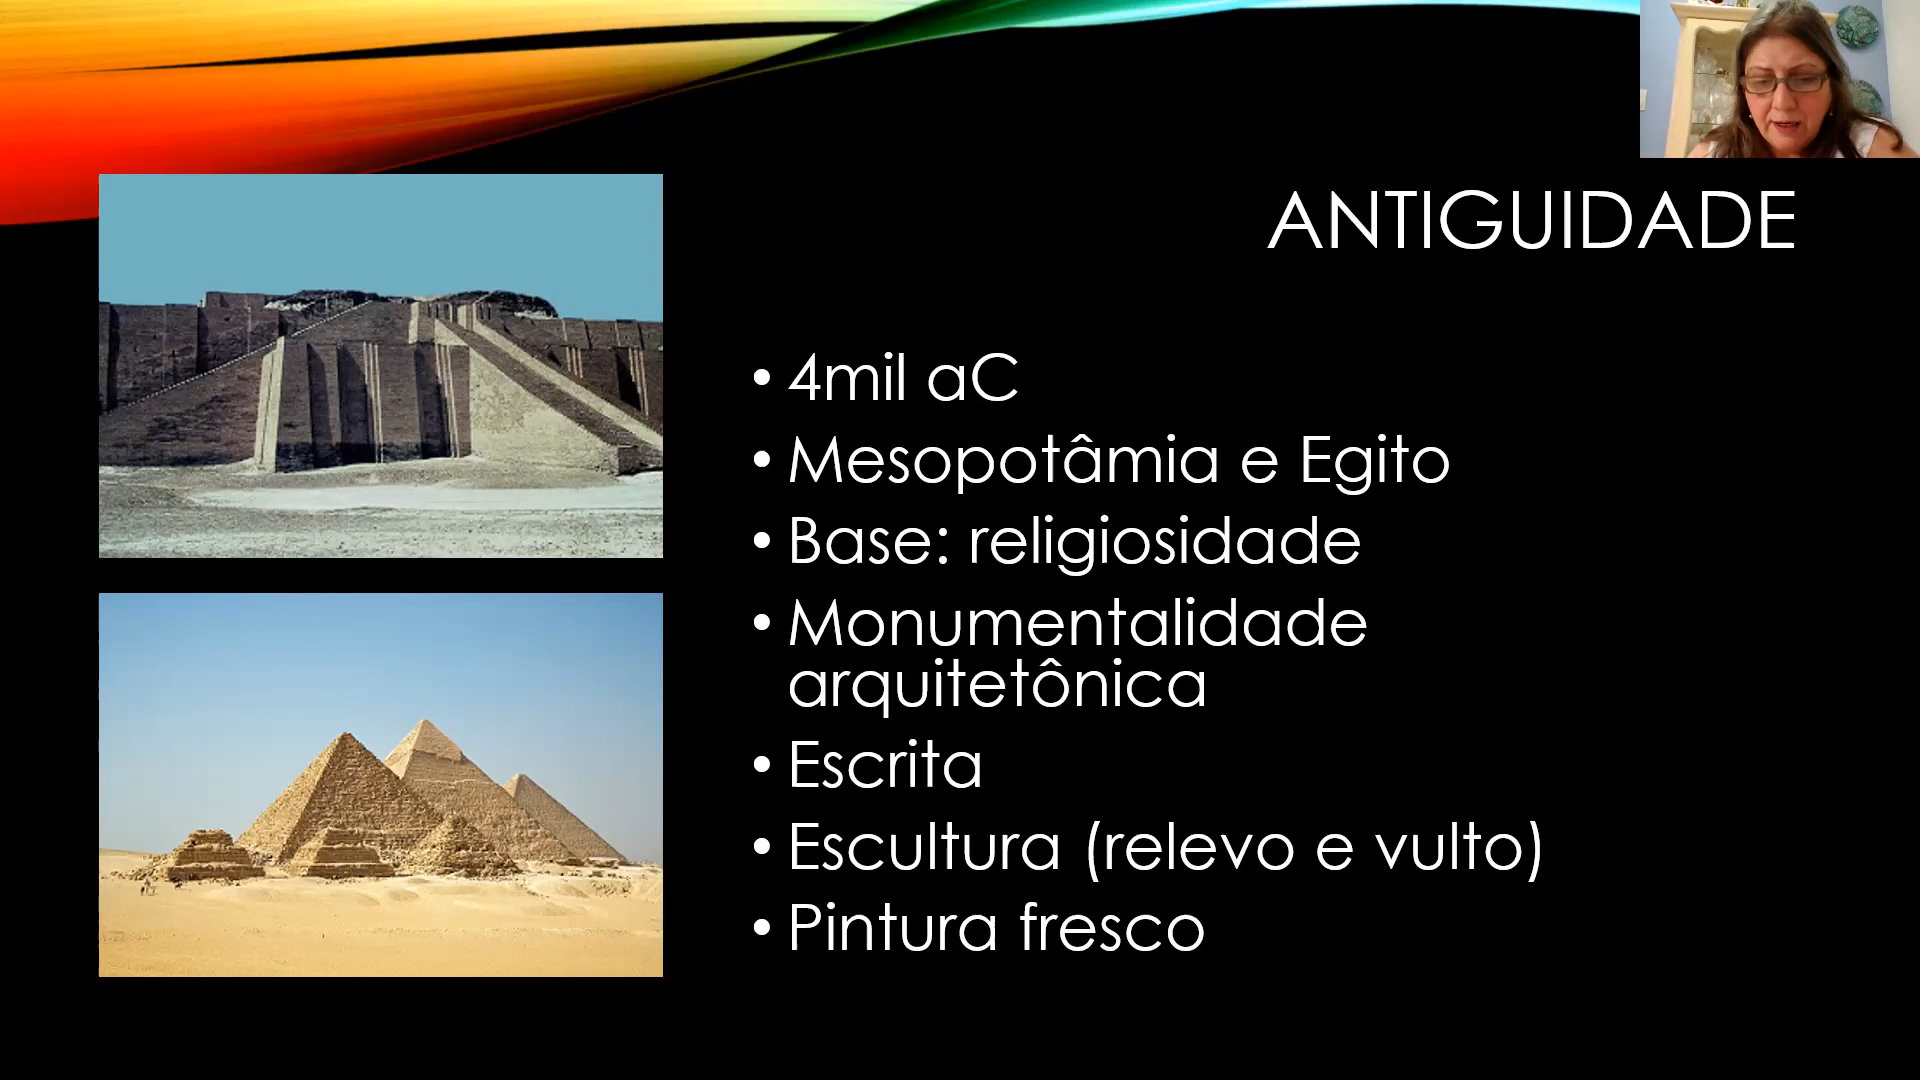 ANTIGUIDADE
• 4mil aC
• Mesopotâmia e Egito
• Base: religiosidade
• Monumentalidade
arquitetônica
• Escrita
• Escultura (relevo e vulto)
• Pintura fresco